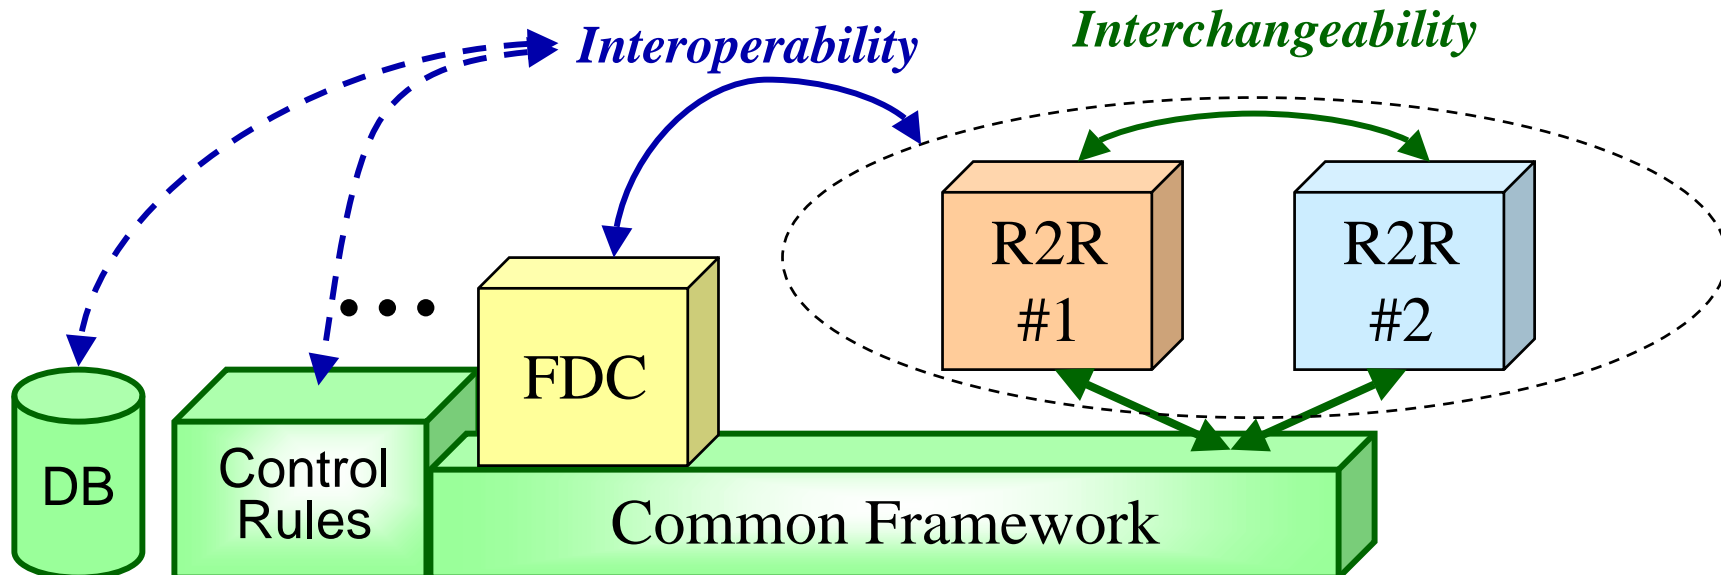 Interoperability
Interchangeability
R2R
#1
R2R
#2
FDC
DB
Control
Rules
Common Framework